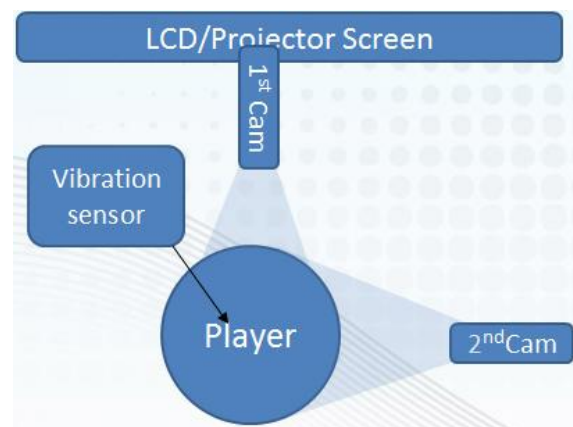 LCD/Projector Screen
1st Cam
Vibration
sensor
Player
2ndCam